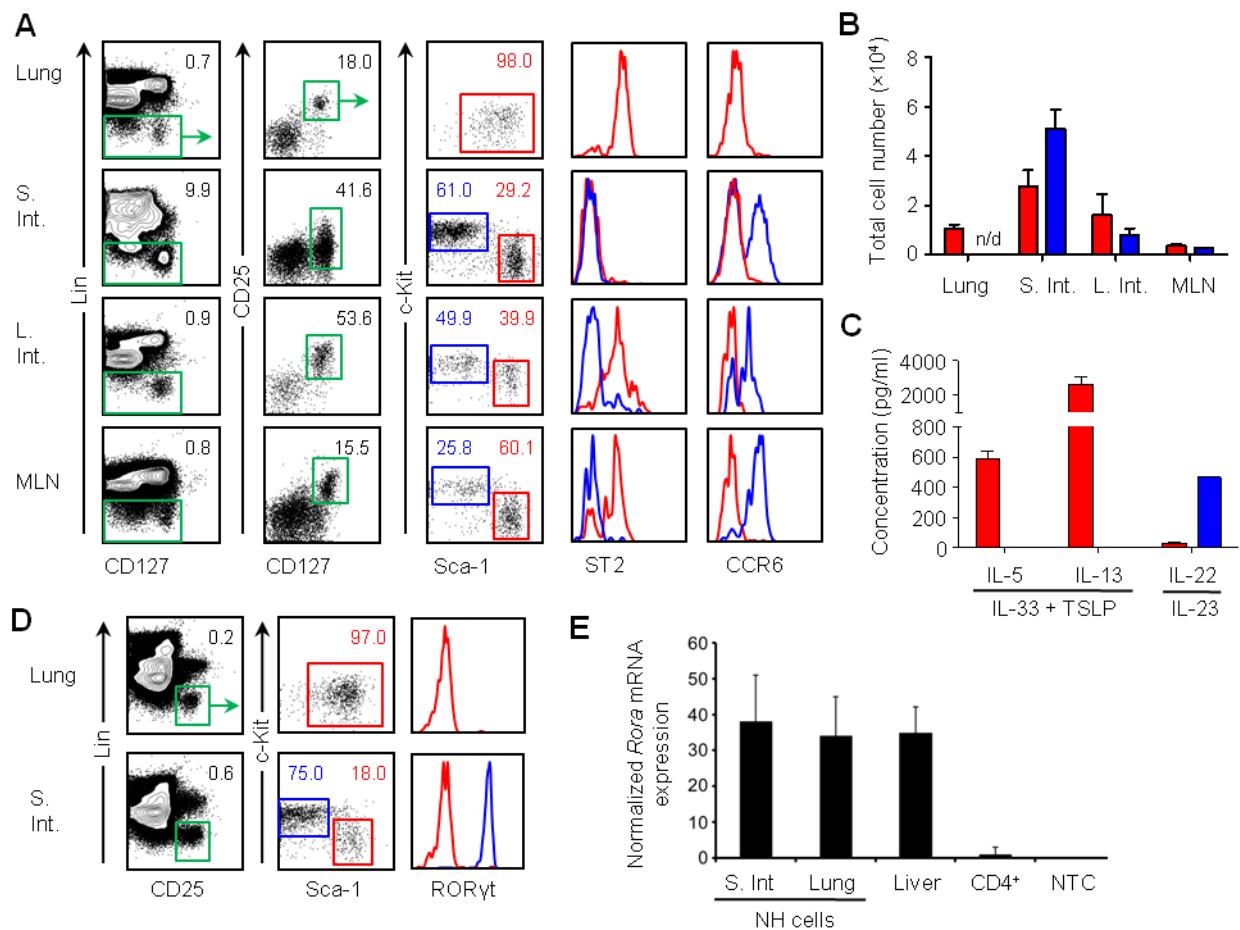 A
Lung
0.7
18.0
98.0
S.
Int.
9.9
41.6
61.0 29.2
L.
Int.
0.9
53.6
49.9 39.9
MLN
0.8
15.5
25.8 60.1
Lin
CD25
c-Kit
CD127
CD127
Sca-1
ST2
CCR6
B
Total cell number (×10⁴)
8
6
4
2
0
n/d
Lung S. Int. L. Int. MLN
C
Concentration (pg/ml)
4000
3000
2000
1000
800
600
400
200
0
IL-5 IL-13 IL-22
IL-33 + TSLP IL-23
D
Lung
0.2
97.0
S.
Int.
0.6
75.0 18.0
Lin
c-Kit
CD25
Sca-1
RORγt
E
Normalized Rora mRNA
expression
60
50
40
30
20
10
0
S. Int Lung Liver CD4⁺ NTC
NH cells